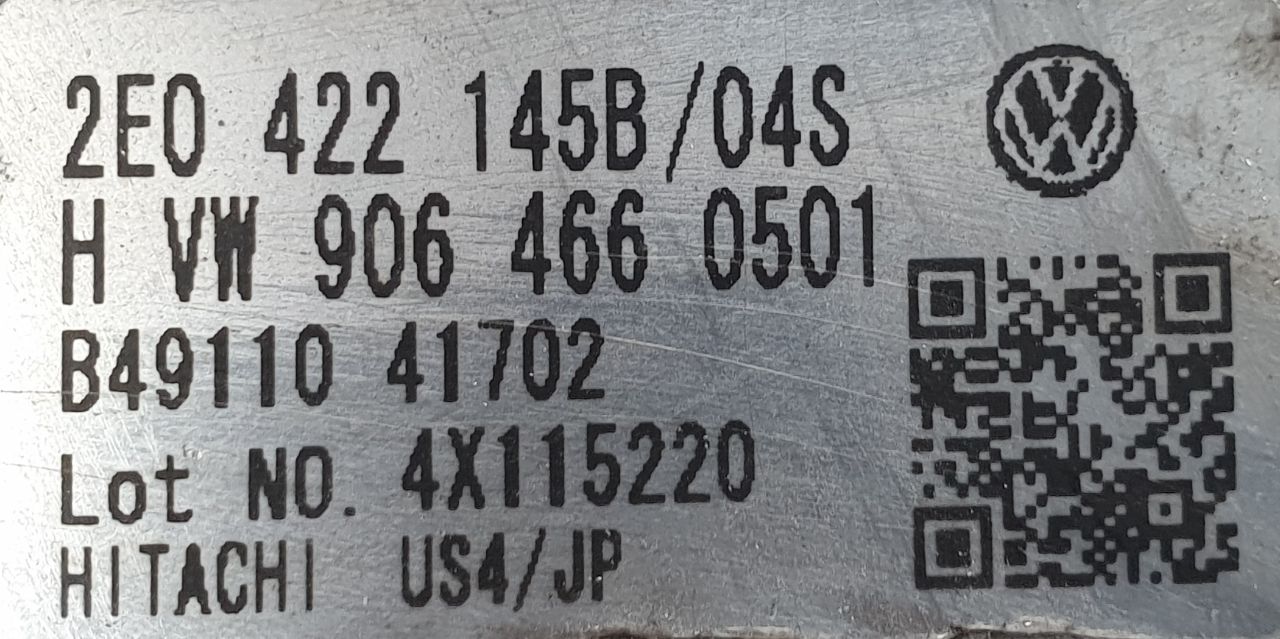 2E0 422 145B/04S
H VW 906 466 0501
B49110 41702
Lot NO. 4X115220
HITACHI US4/JP